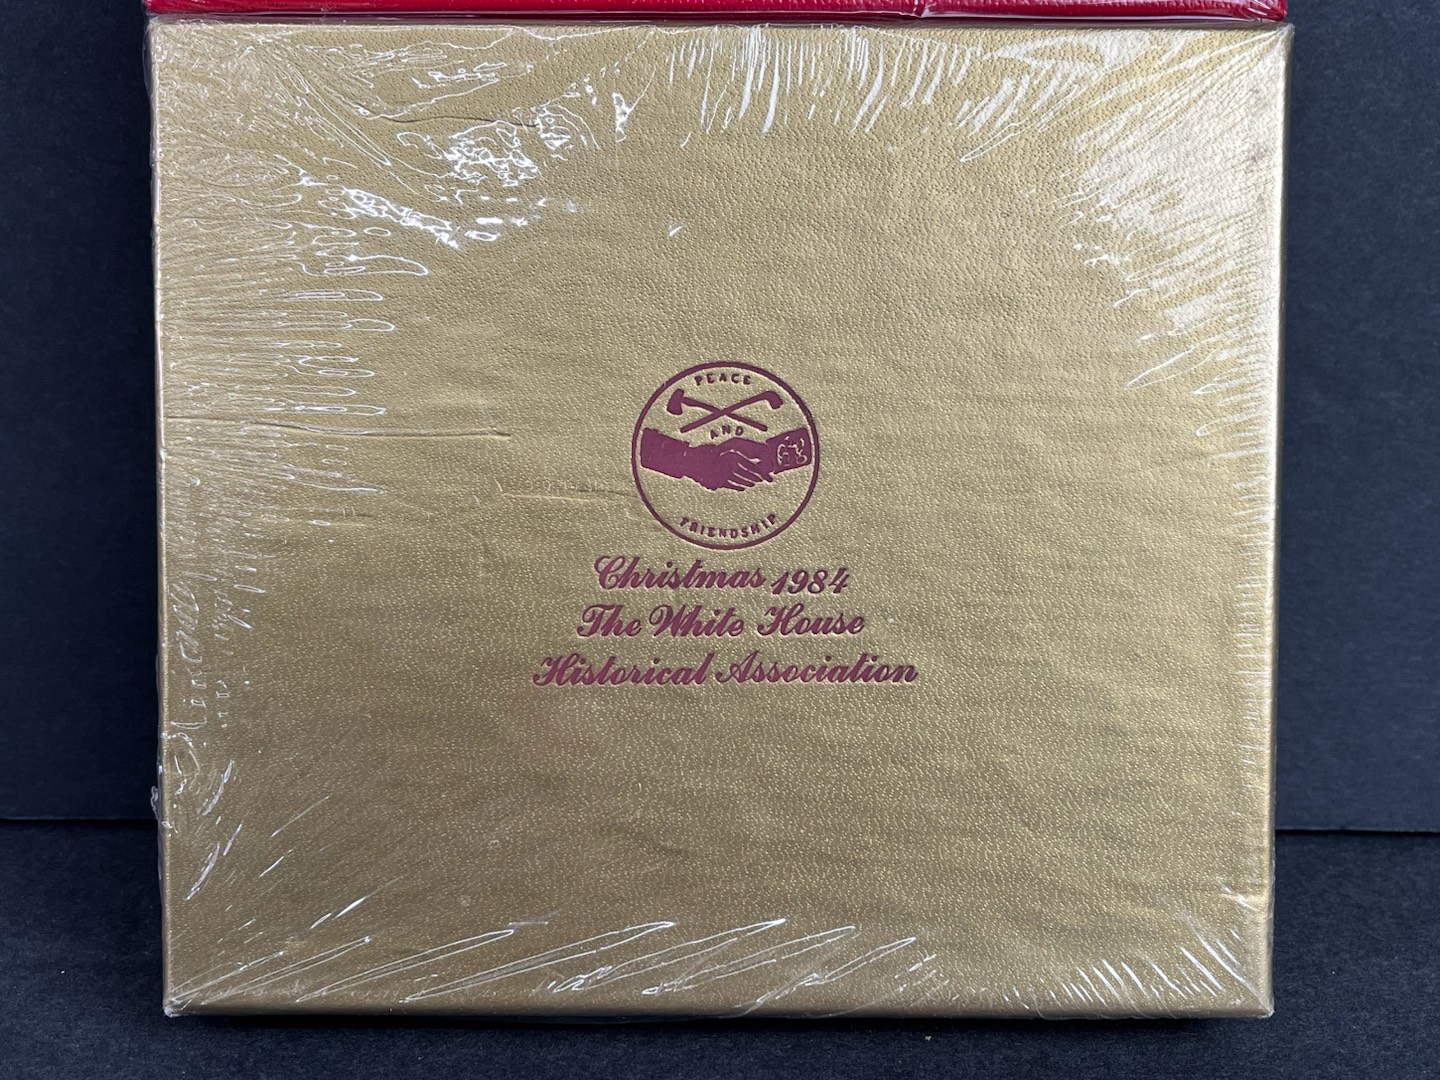 PEACE
AND
FRIENDSHIP
Christmas 1984
The White House
Historical Association